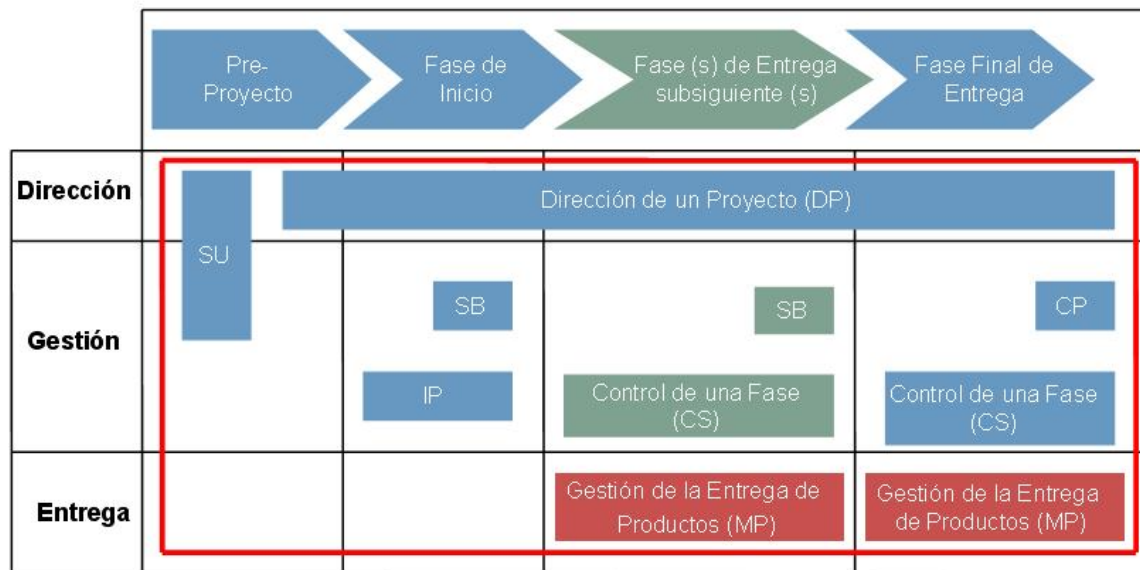 Pre-
Proyecto
Fase de
Inicio
Fase (s) de Entrega
subsiguiente (s)
Fase Final de
Entrega
Dirección
Dirección de un Proyecto (DP)
SU
Gestión
SB
SB
CP
IP
Control de una Fase
(CS)
Control de una Fase
(CS)
Entrega
Gestión de la Entrega de
Productos (MP)
Gestión de la Entrega
de Productos (MP)